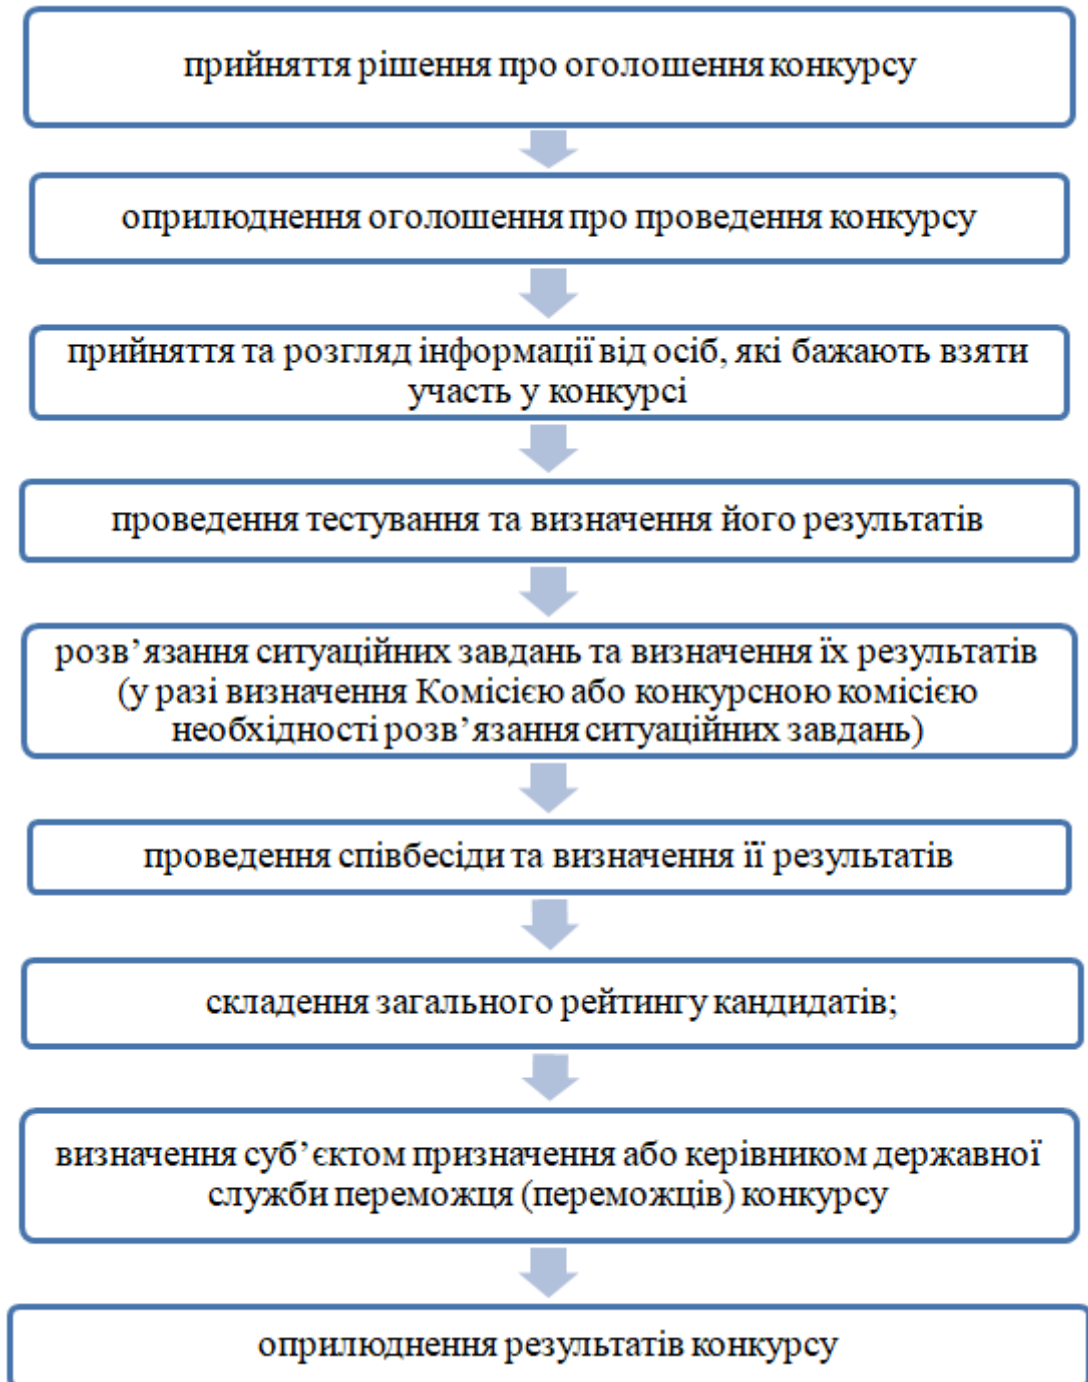 прийняття рішення про оголошення конкурсу
оприлюднення оголошення про проведення конкурсу
прийняття та розгляд інформації від осіб, які бажають взяти
участь у конкурсі
проведення тестування та визначення його результатів
розв’язання ситуаційних завдань та визначення їх результатів
(у разі визначення Комісією або конкурсною комісією
необхідності розв’язання ситуаційних завдань)
проведення співбесіди та визначення її результатів
складення загального рейтингу кандидатів;
визначення суб’єктом призначення або керівником державної
служби переможця (переможців) конкурсу
оприлюднення результатів конкурсу